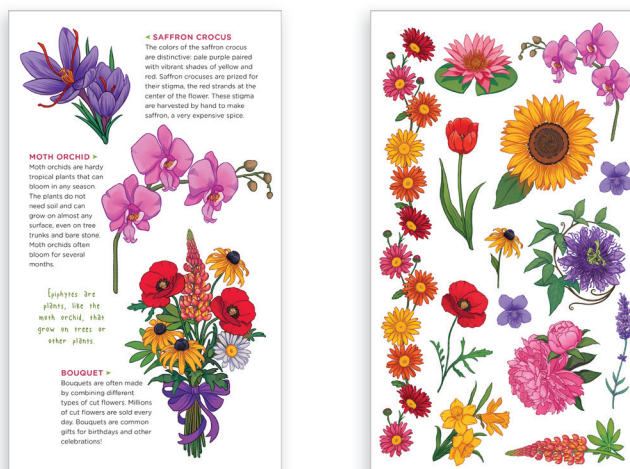 ◄ SAFFRON CROCUS
The colors of the saffron crocus
are distinctive: pale purple paired
with vibrant shades of yellow and
red. Saffron crocuses are prized for
their stigma, the red strands at the
center of the flower. These stigma
are harvested by hand to make
saffron, a very expensive spice.
MOTH ORCHID ➤
Moth orchids are hardy
tropical plants that can
bloom in any season.
The plants do not
need soil and can
grow on almost any
surface, even on tree
trunks and bare stone.
Moth orchids often
bloom for several
months.
Epiphytes are
plants, like the
moth orchid, that
grow on trees or
other plants.
BOUQUET ➤
Bouquets are often made
by combining different
types of cut flowers. Millions
of cut flowers are sold every
day. Bouquets are common
gifts for birthdays and other
celebrations!